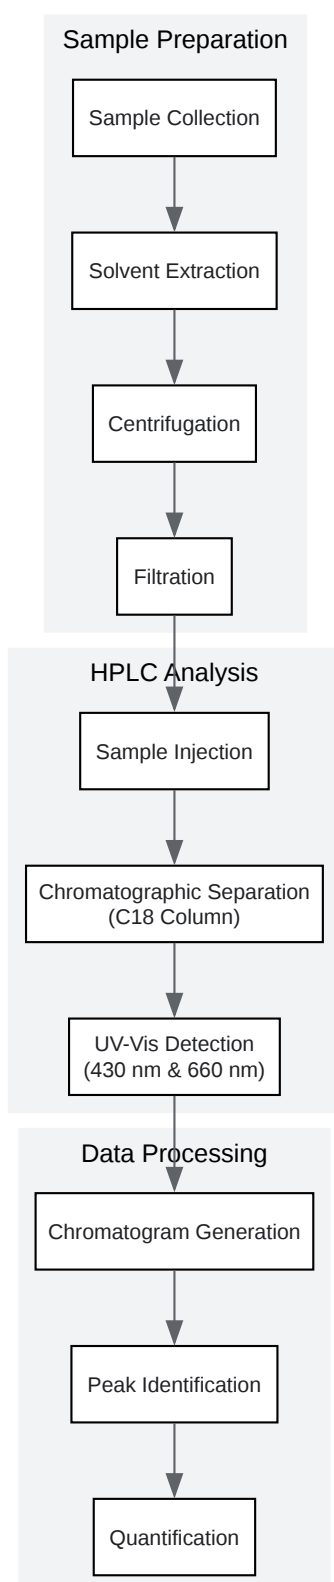 Sample Preparation
Sample Collection
Solvent Extraction
Centrifugation
Filtration
HPLC Analysis
Sample Injection
Chromatographic Separation
(C18 Column)
UV-Vis Detection
(430 nm & 660 nm)
Data Processing
Chromatogram Generation
Peak Identification
Quantification